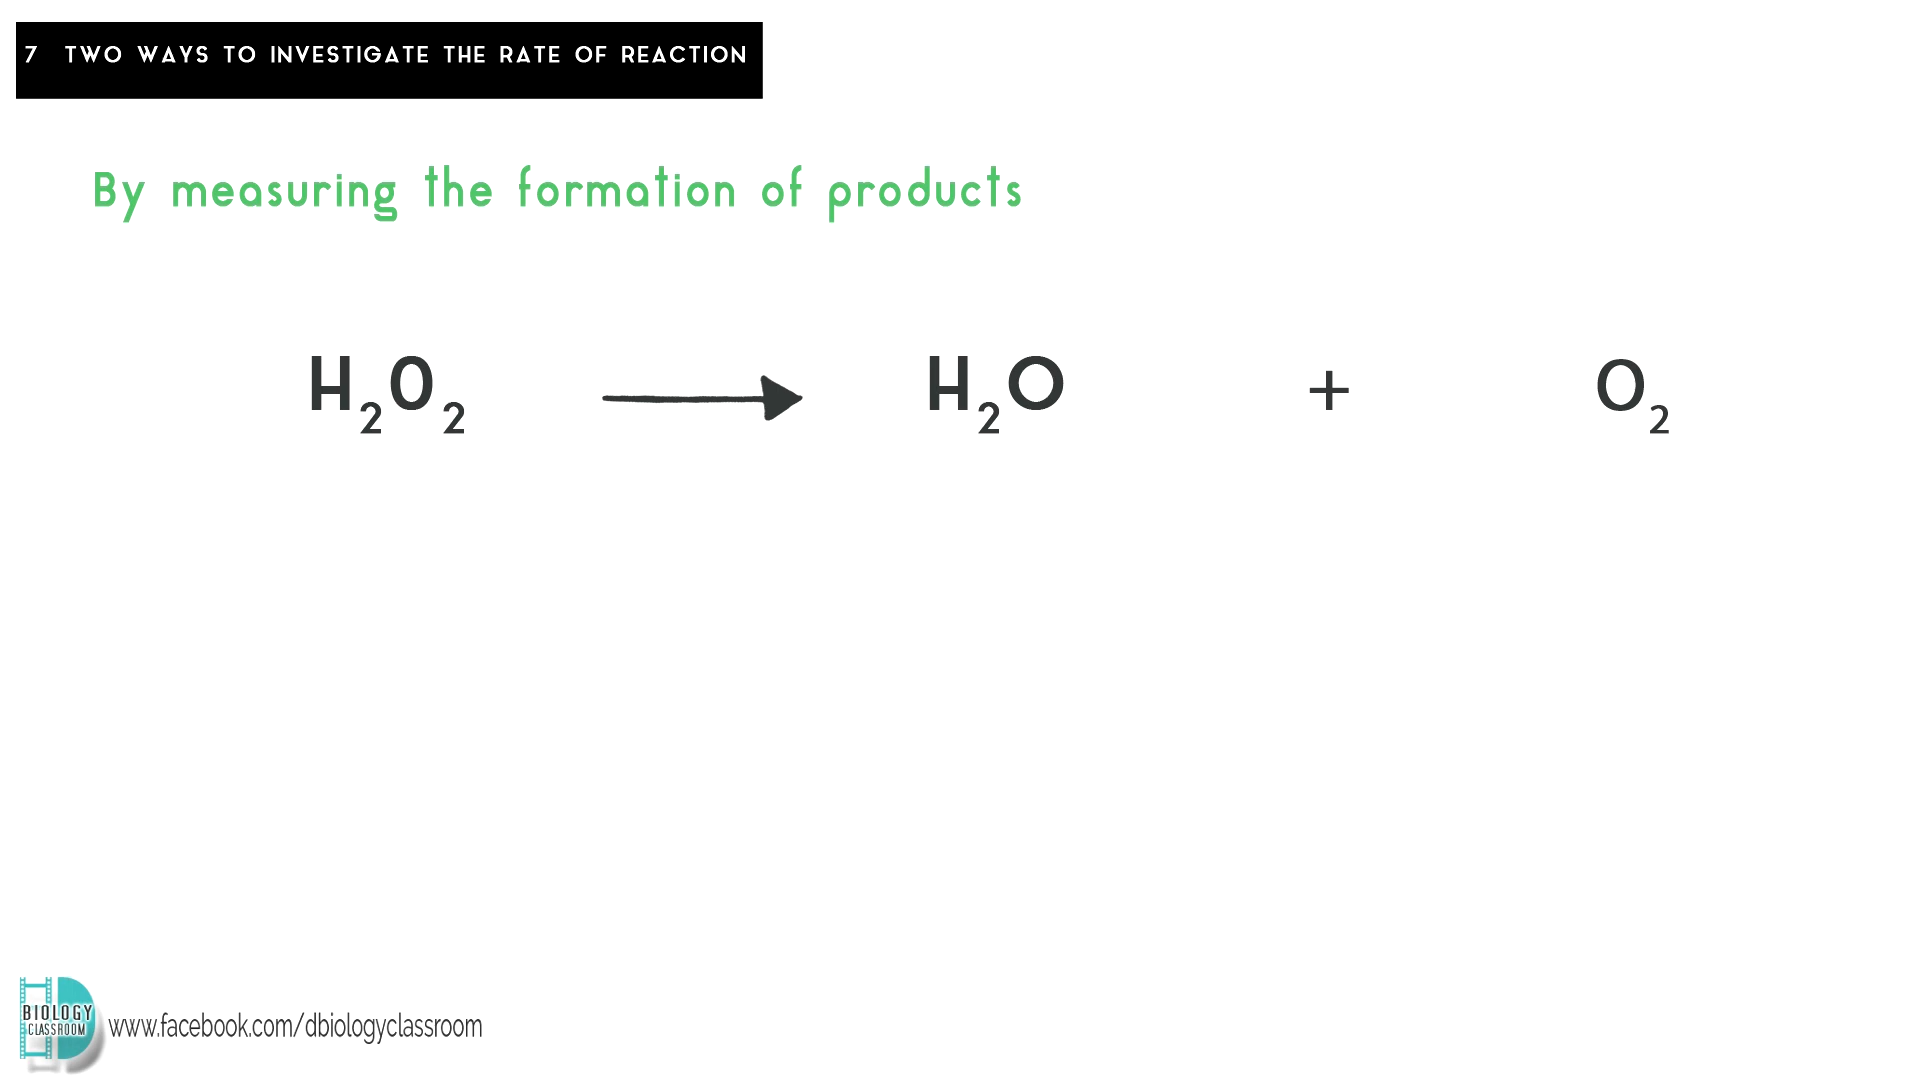 7 TWO WAYS TO INVESTIGATE THE RATE OF REACTION
By measuring the formation of products
H₂O₂ → H₂O + O₂
BIOLOGY
CLASSROOM
www.facebook.com/dbiologyclassroom